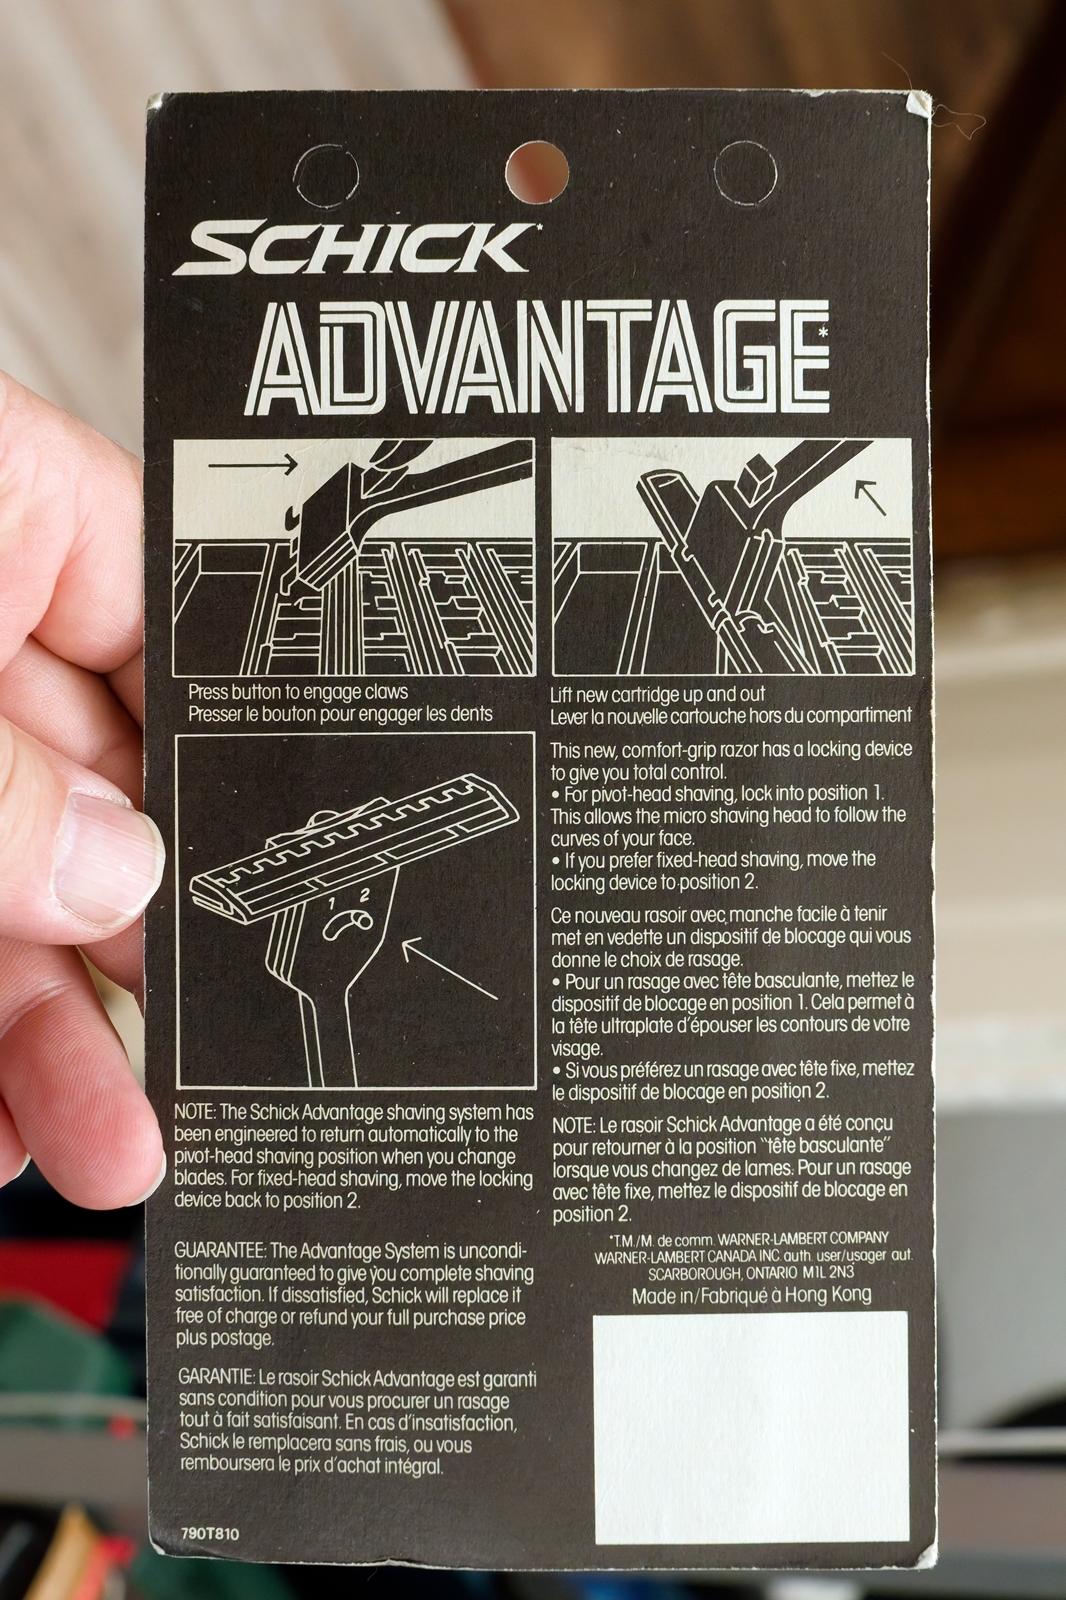 SCHICK*
ADVANTAGE*
Press button to engage claws
Presser le bouton pour engager les dents
Lift new cartridge up and out
Lever la nouvelle cartouche hors du compartiment
1 2
NOTE: The Schick Advantage shaving system has
been engineered to return automatically to the
pivot-head shaving position when you change
blades. For fixed-head shaving, move the locking
device back to position 2.
GUARANTEE: The Advantage System is uncondi-
tionally guaranteed to give you complete shaving
satisfaction. If dissatisfied, Schick will replace it
free of charge or refund your full purchase price
plus postage.
GARANTIE: Le rasoir Schick Advantage est garanti
sans condition pour vous procurer un rasage
tout à fait satisfaisant. En cas d'insatisfaction,
Schick le remplacera sans frais, ou vous
remboursera le prix d'achat intégral.
790T810
This new, comfort-grip razor has a locking device
to give you total control.
• For pivot-head shaving, lock into position 1.
This allows the micro shaving head to follow the
curves of your face.
• If you prefer fixed-head shaving, move the
locking device to position 2.
Ce nouveau rasoir avec manche facile à tenir
met en vedette un dispositif de blocage qui vous
donne le choix de rasage.
• Pour un rasage avec tête basculante, mettez le
dispositif de blocage en position 1. Cela permet à
la tête ultraplate d'épouser les contours de votre
visage.
• Si vous préférez un rasage avec tête fixe, mettez
le dispositif de blocage en position 2.
NOTE: Le rasoir Schick Advantage a été conçu
pour retourner à la position "tête basculante"
lorsque vous changez de lames. Pour un rasage
avec tête fixe, mettez le dispositif de blocage en
position 2.
*T.M./M. de comm. WARNER-LAMBERT COMPANY
WARNER-LAMBERT CANADA INC. auth. user/usager aut.
SCARBOROUGH, ONTARIO M1L 2N3
Made in/Fabriqué à Hong Kong